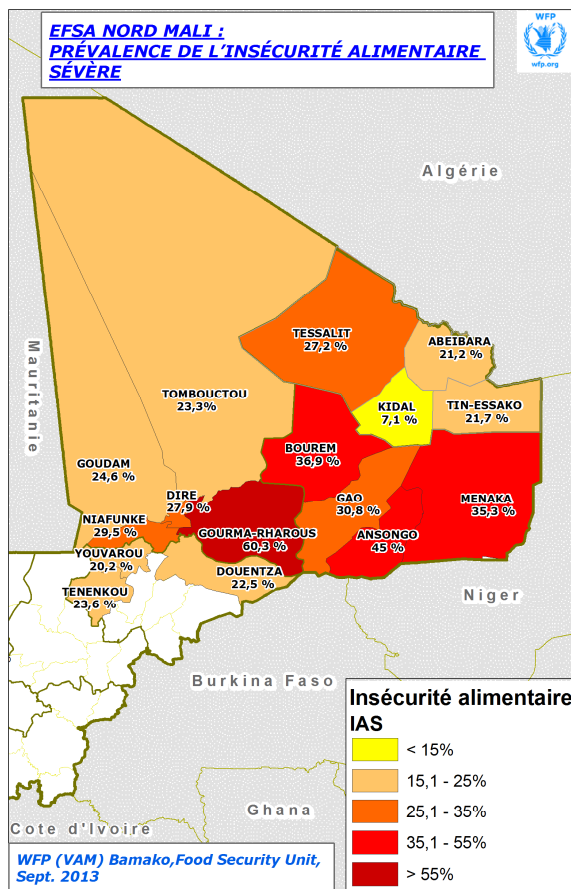 EFSA NORD MALI :
PRÉVALENCE DE L'INSÉCURITÉ ALIMENTAIRE
SÉVÈRE
WFP
wfp.org
Algérie
Mauritanie
TESSALIT
27,2 %
ABEIBARA
21,2 %
TOMBOUCTOU
23,3%
KIDAL
7,1 %
TIN-ESSAKO
21,7 %
BOUREM
36,9 %
GOUDAM
24,6 %
DIRE
27,9 %
GAO
30,8 %
MENAKA
35,3 %
NIAFUNKE
29,5 %
GOURMA-RHAROUS
60,3 %
ANSONGO
45 %
YOUVAROU
20,2 %
DOUENTZA
22,5 %
TENENKOU
23,6 %
Niger
Burkina Faso
Ghana
Cote d'Ivoire
Insécurité alimentaire
IAS
< 15%
15,1 - 25%
25,1 - 35%
35,1 - 55%
> 55%
WFP (VAM) Bamako,Food Security Unit,
Sept. 2013